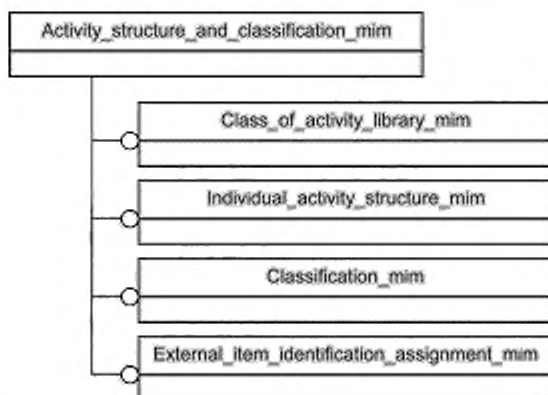 Activity_structure_and_classification_mim
Class_of_activity_library_mim
Individual_activity_structure_mim
Classification_mim
External_item_identification_assignment_mim